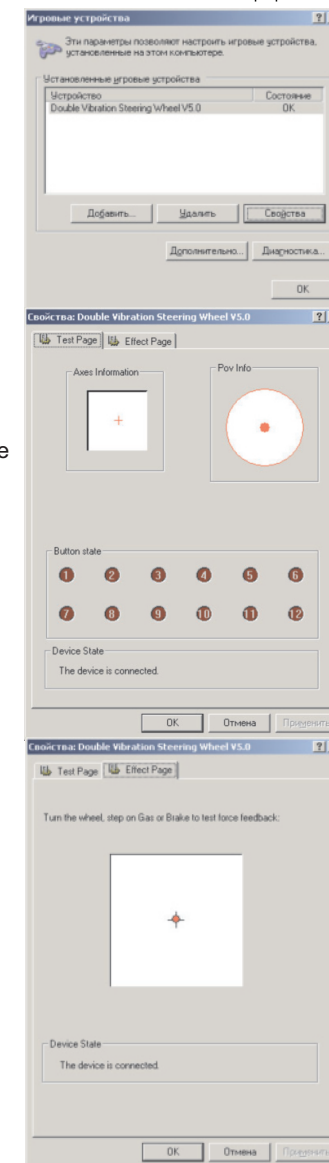 Игровые устройства
Эти параметры позволяют настроить игровые устройства,
установленные на этом компьютере.
Установленные игровые устройства
Устройство Состояние
Double Vibration Steering Wheel V5.0 OK
Добавить... Удалить Свойства
Дополнительно... Диагностика...
OK
Свойства: Double Vibration Steering Wheel V5.0
Test Page Effect Page
Axes Information Pov Info
е
Button state
1 2 3 4 5 6
7 8 9 10 11 12
Device State
The device is connected.
OK Отмена Применить
Свойства: Double Vibration Steering Wheel V5.0
Test Page Effect Page
Turn the wheel, step on Gas or Brake to test force feedback:
Device State
The device is connected.
OK Отмена Применить